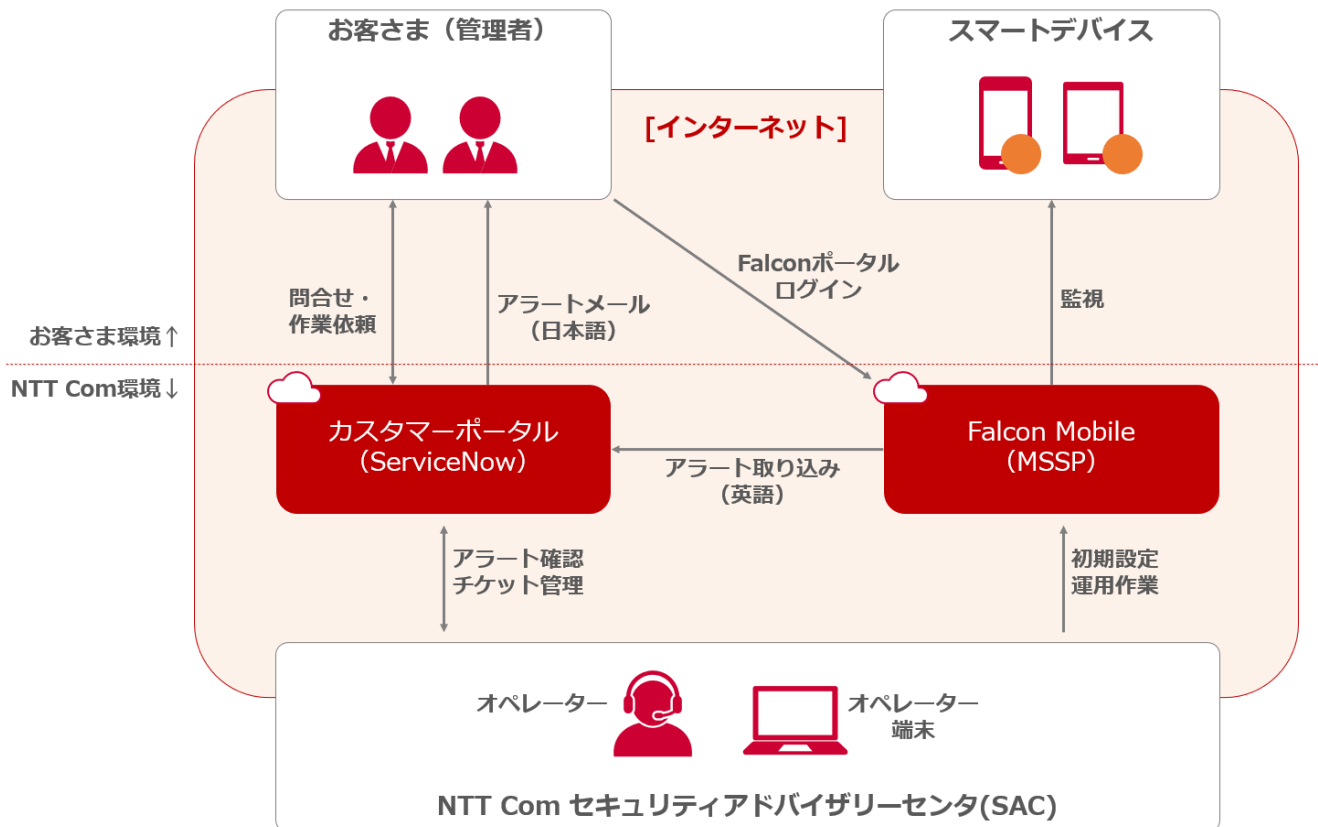 お客さま（管理者）
スマートデバイス
[インターネット]
Falconポータル
ログイン
問合せ・
作業依頼
アラートメール
（日本語）
監視
お客さま環境↑
NTT Com環境↓
カスタマーポータル
（ServiceNow）
Falcon Mobile
（MSSP）
アラート取り込み
（英語）
アラート確認
チケット管理
初期設定
運用作業
オペレーター
オペレーター
端末
NTT Com セキュリティアドバイザリーセンタ(SAC)